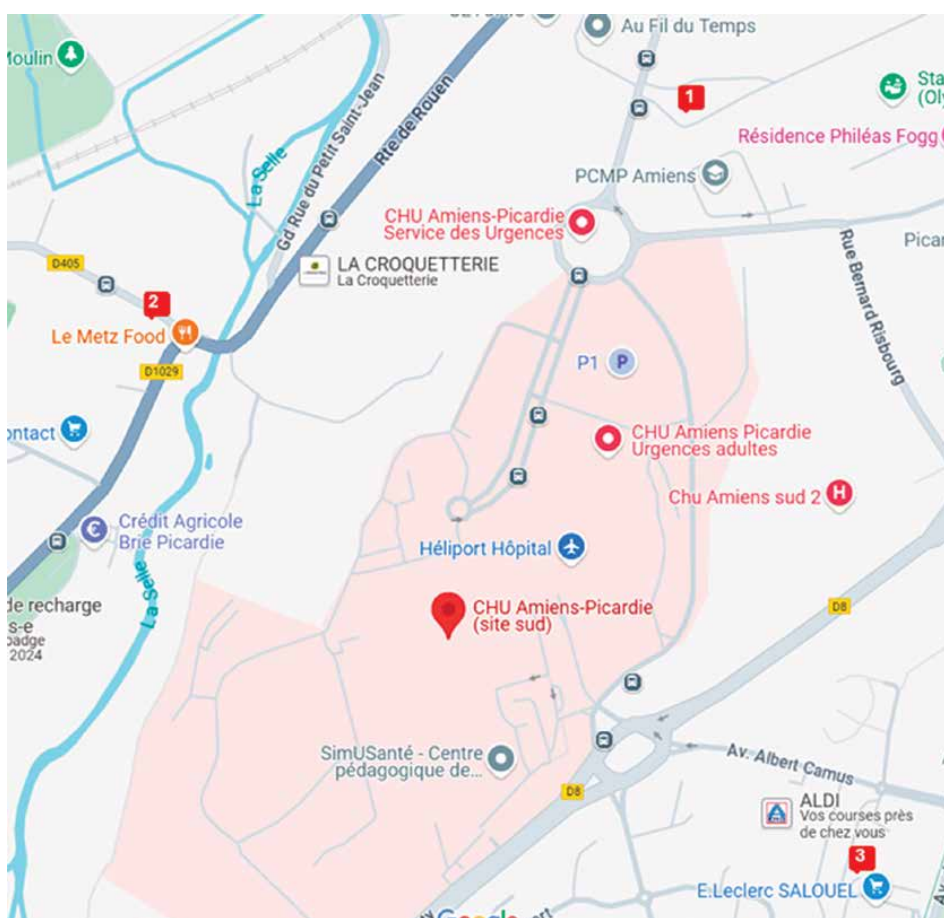 Au Fil du Temps
Moulin
1
Sta
(Oly
Résidence Philéas Fogg
PCMP Amiens
Gd Rue du Petit Saint-Jean
Rte. de Rouen
La Selle
CHU Amiens-Picardie
Service des Urgences
Picar
D405
LA CROQUETTERIE
La Croquetterie
Rue Bernard Risbourg
2
Le Metz Food
D1029
P1
P
CHU Amiens Picardie
Urgences adultes
ontact
Chu Amiens sud 2
H
Crédit Agricole
Brie Picardie
Héliport Hôpital
La Selle
de recharge
s-e
badge
2024
CHU Amiens-Picardie
(site sud)
D8
SimUSanté - Centre
pédagogique de...
Av. Albert Camus
D8
ALDI
Vos courses près
de chez vous
3
E.Leclerc SALOUEL
Google